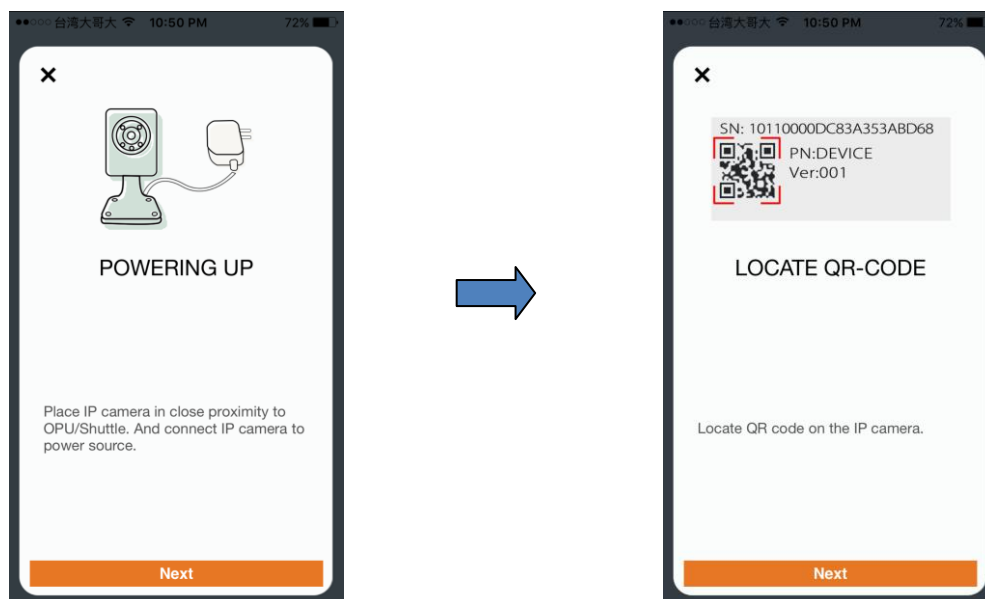 台湾大哥大 10:50 PM 72%
POWERING UP
Place IP camera in close proximity to
OPU/Shuttle. And connect IP camera to
power source.
Next
台湾大哥大 10:50 PM 72%
SN: 10110000DC83A353ABD68
PN:DEVICE
Ver:001
LOCATE QR-CODE
Locate QR code on the IP camera.
Next